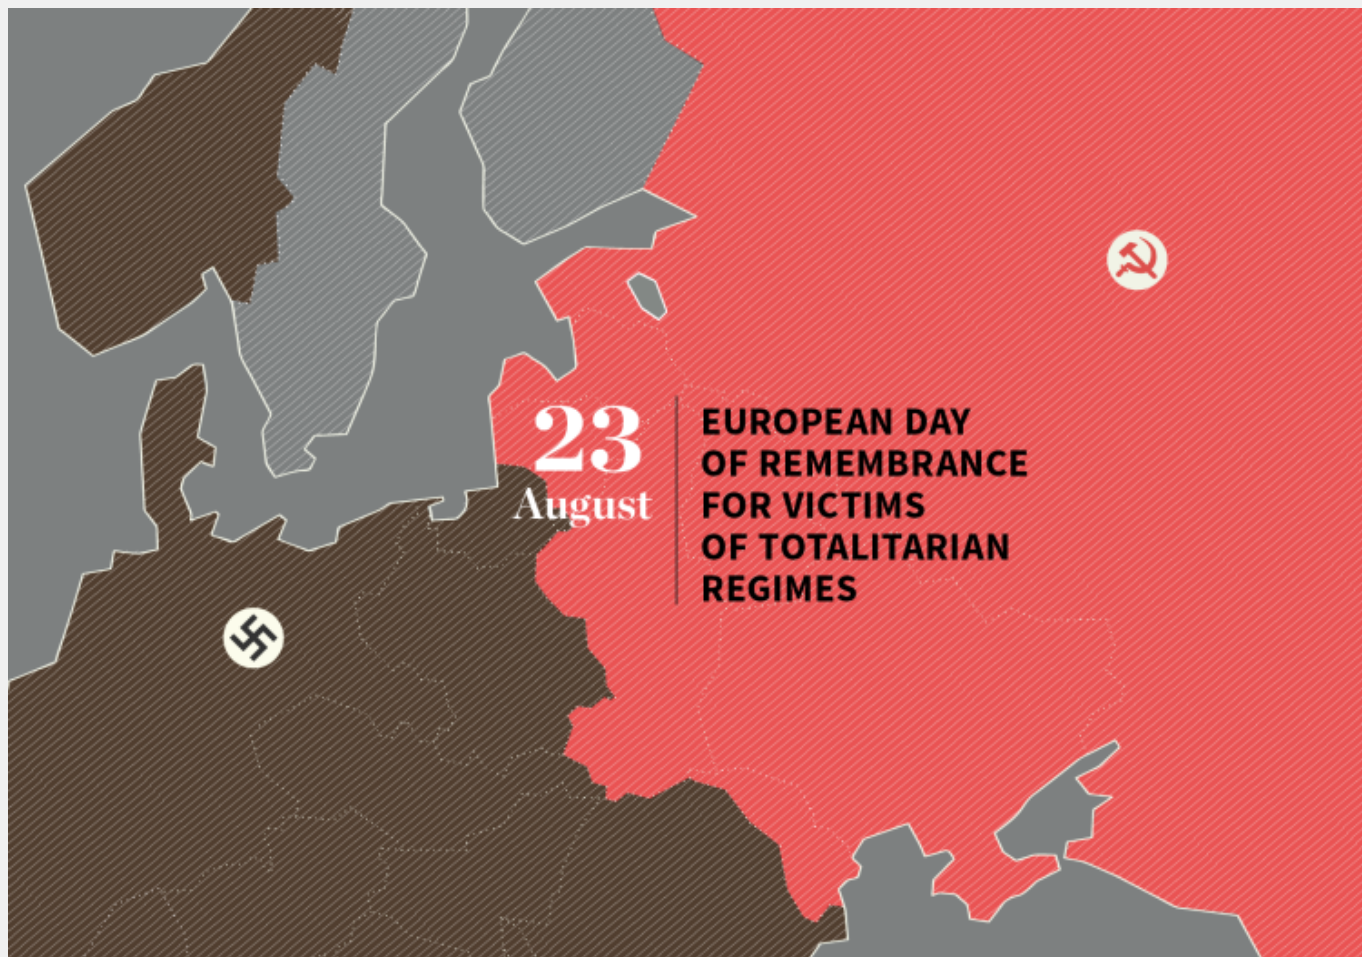 23
August
EUROPEAN DAY
OF REMEMBRANCE
FOR VICTIMS
OF TOTALITARIAN
REGIMES